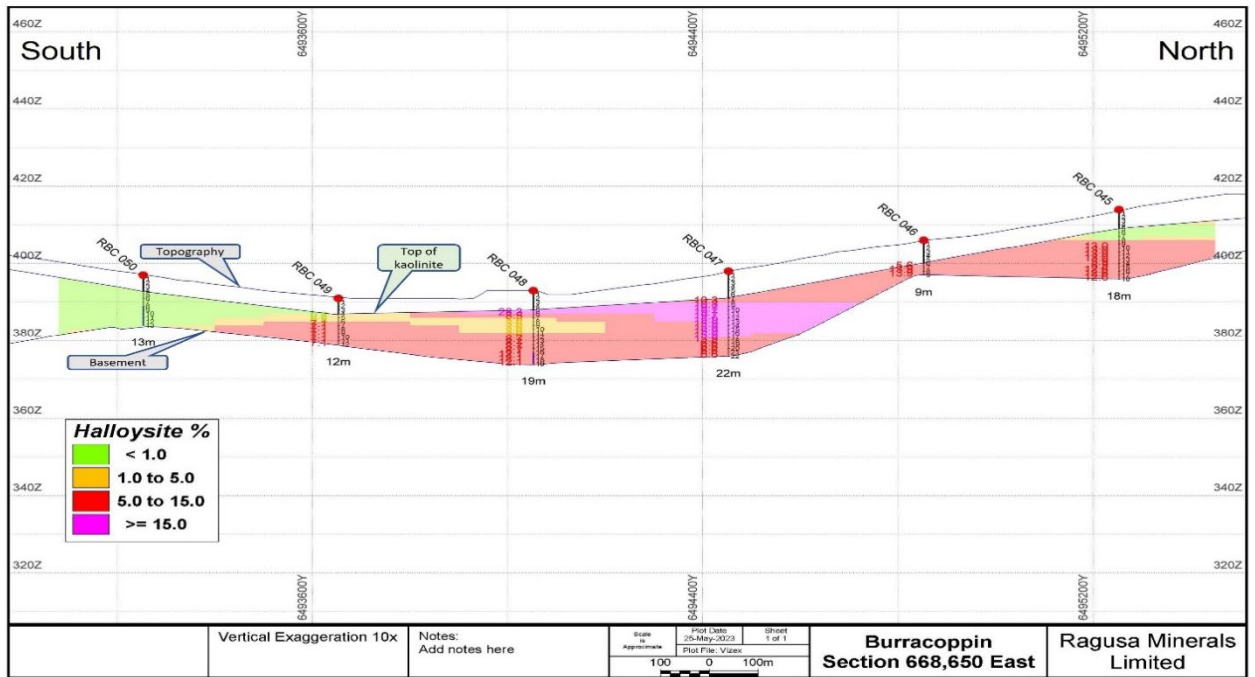 460Z
460Z
South
6493600Y
6494400Y
6495200Y
North
440Z
440Z
420Z
420Z
RBC 045
RBC 046
400Z
400Z
RBC 050
Topography
Top of
kaolinite
RBC 047
RBC 049
RBC 048
9m
18m
380Z
380Z
13m
12m
19m
22m
Basement
360Z
360Z
Halloysite %
< 1.0
1.0 to 5.0
5.0 to 15.0
>= 15.0
340Z
340Z
320Z
320Z
6493600Y
6494400Y
6495200Y
Vertical Exaggeration 10x
Notes:
Add notes here
Scale
is
Approximate
Plot Date
25-May-2023
Sheet
1 of 1
Plot File: Vizex
100 0 100m
Burracoppin
Section 668,650 East
Ragusa Minerals
Limited